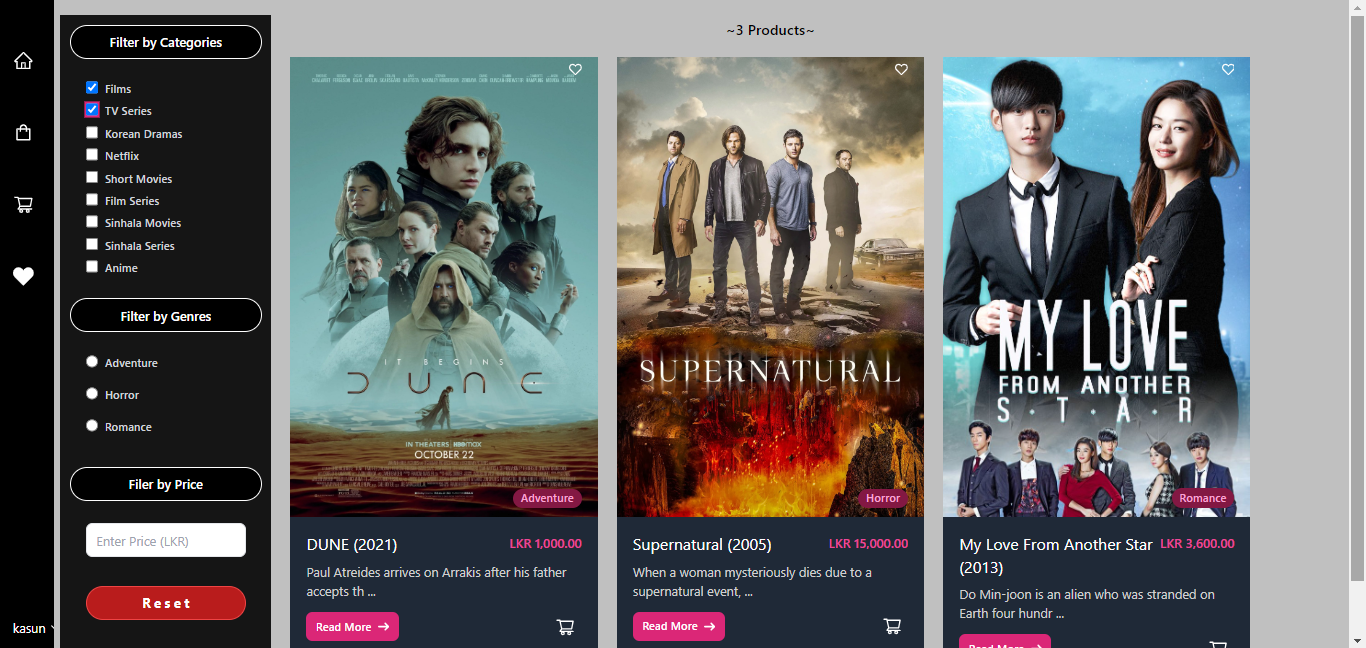 Filter by Categories
Films
TV Series
Korean Dramas
Netflix
Short Movies
Film Series
Sinhala Movies
Sinhala Series
Anime
Filter by Genres
Adventure
Horror
Romance
Filer by Price
Enter Price (LKR)
Reset
kasun
~3 Products~
IT BEGINS
DUNE
IN THEATERS HBOMAX
OCTOBER 22
Adventure
DUNE (2021)
LKR 1,000.00
Paul Atreides arrives on Arrakis after his father
accepts th ...
Read More
SUPERNATURAL
Horror
Supernatural (2005)
LKR 15,000.00
When a woman mysteriously dies due to a
supernatural event, ...
Read More
MY LOVE
FROM ANOTHER
S·T·A·R
Romance
My Love From Another Star
(2013)
LKR 3,600.00
Do Min-joon is an alien who was stranded on
Earth four hundr ...
Read More